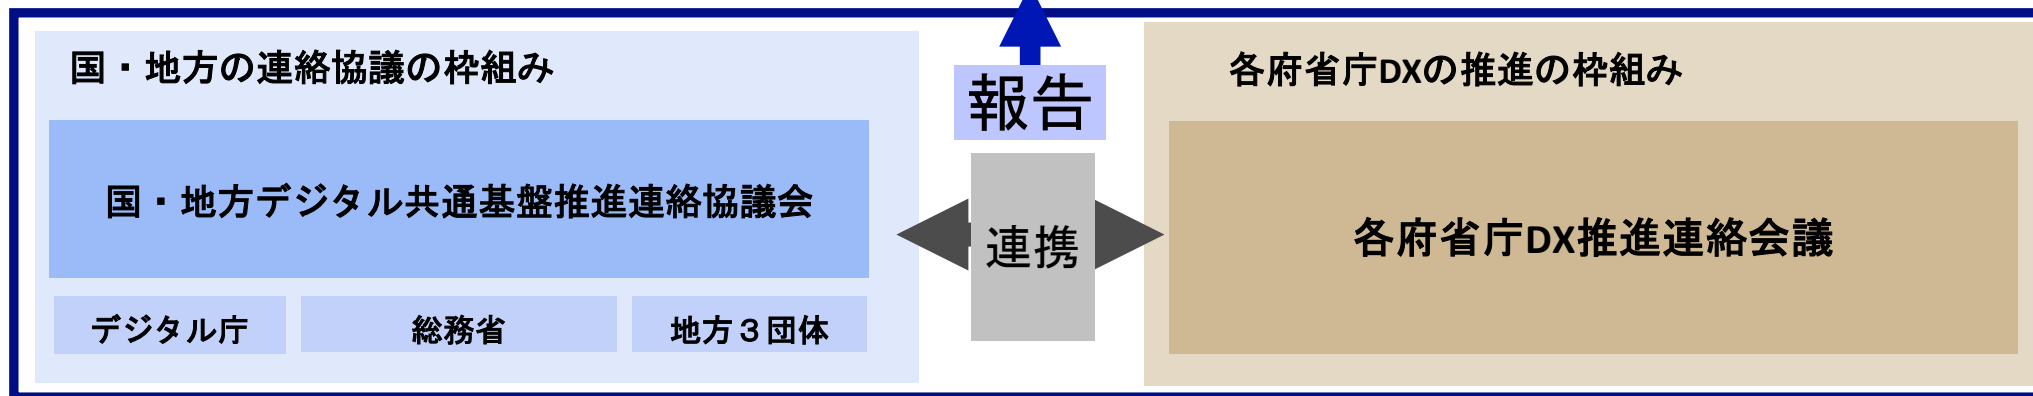 国・地方の連絡協議の枠組み
国・地方デジタル共通基盤推進連絡協議会
デジタル庁
総務省
地方３団体
報告
連携
各府省庁DXの推進の枠組み
各府省庁DX推進連絡会議